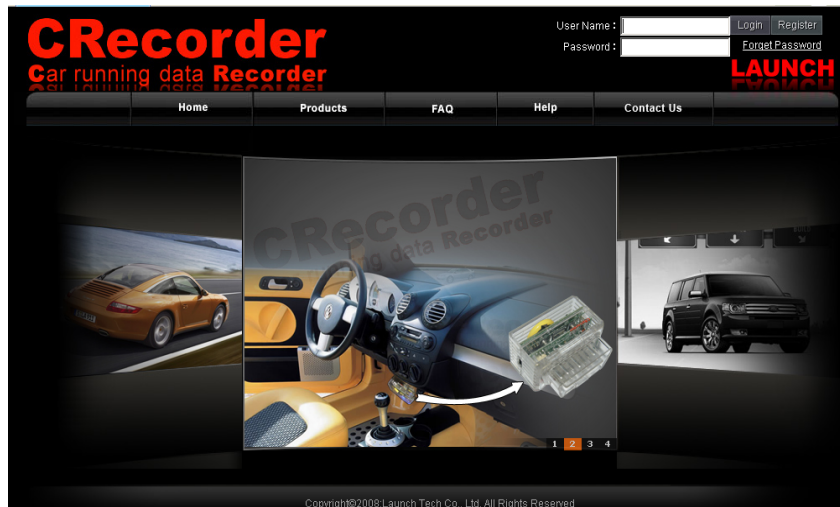 CRecorder
Car running data Recorder
User Name :
Login
Register
Password :
Forget Password
LAUNCH
Home
Products
FAQ
Help
Contact Us
CRecorder
ng data Recorder
1 2 3 4
Copyright©2008 Launch Tech Co., Ltd. All Rights Reserved